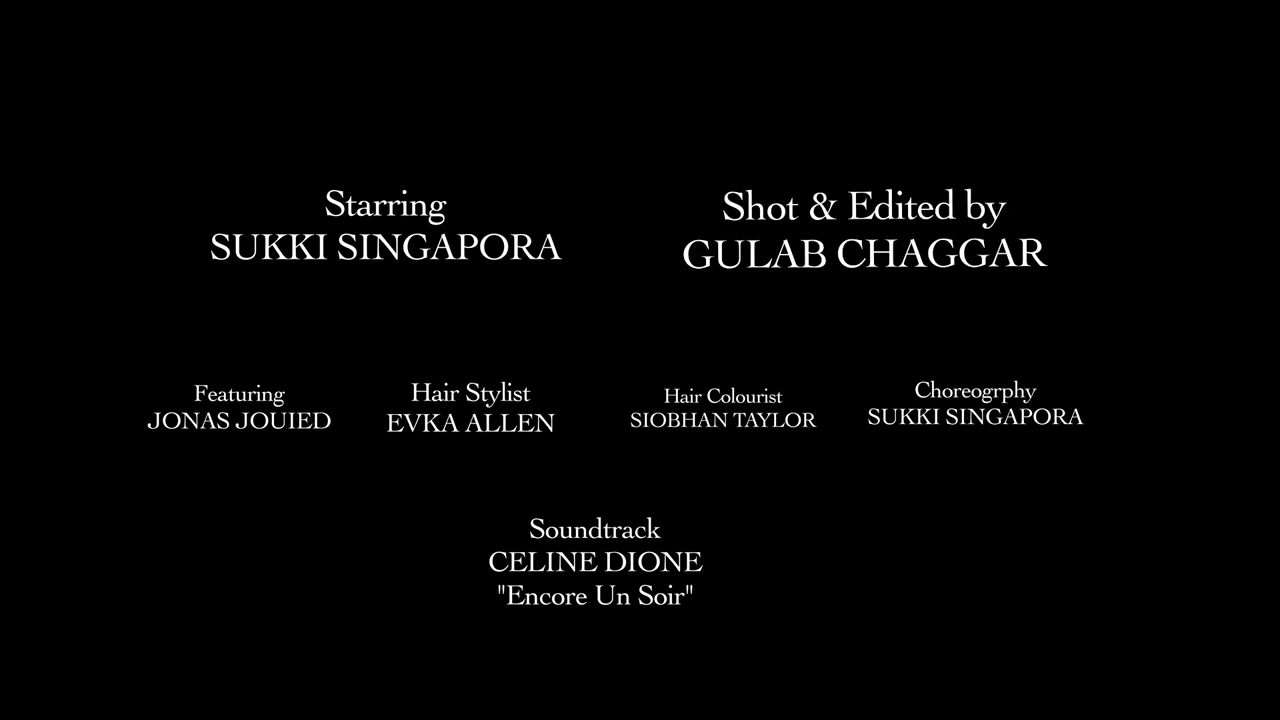 Starring
SUKKI SINGAPORA
Shot & Edited by
GULAB CHAGGAR
Featuring
JONAS JOUIED
Hair Stylist
EVKA ALLEN
Hair Colourist
SIOBHAN TAYLOR
Choreogrphy
SUKKI SINGAPORA
Soundtrack
CELINE DIONE
"Encore Un Soir"